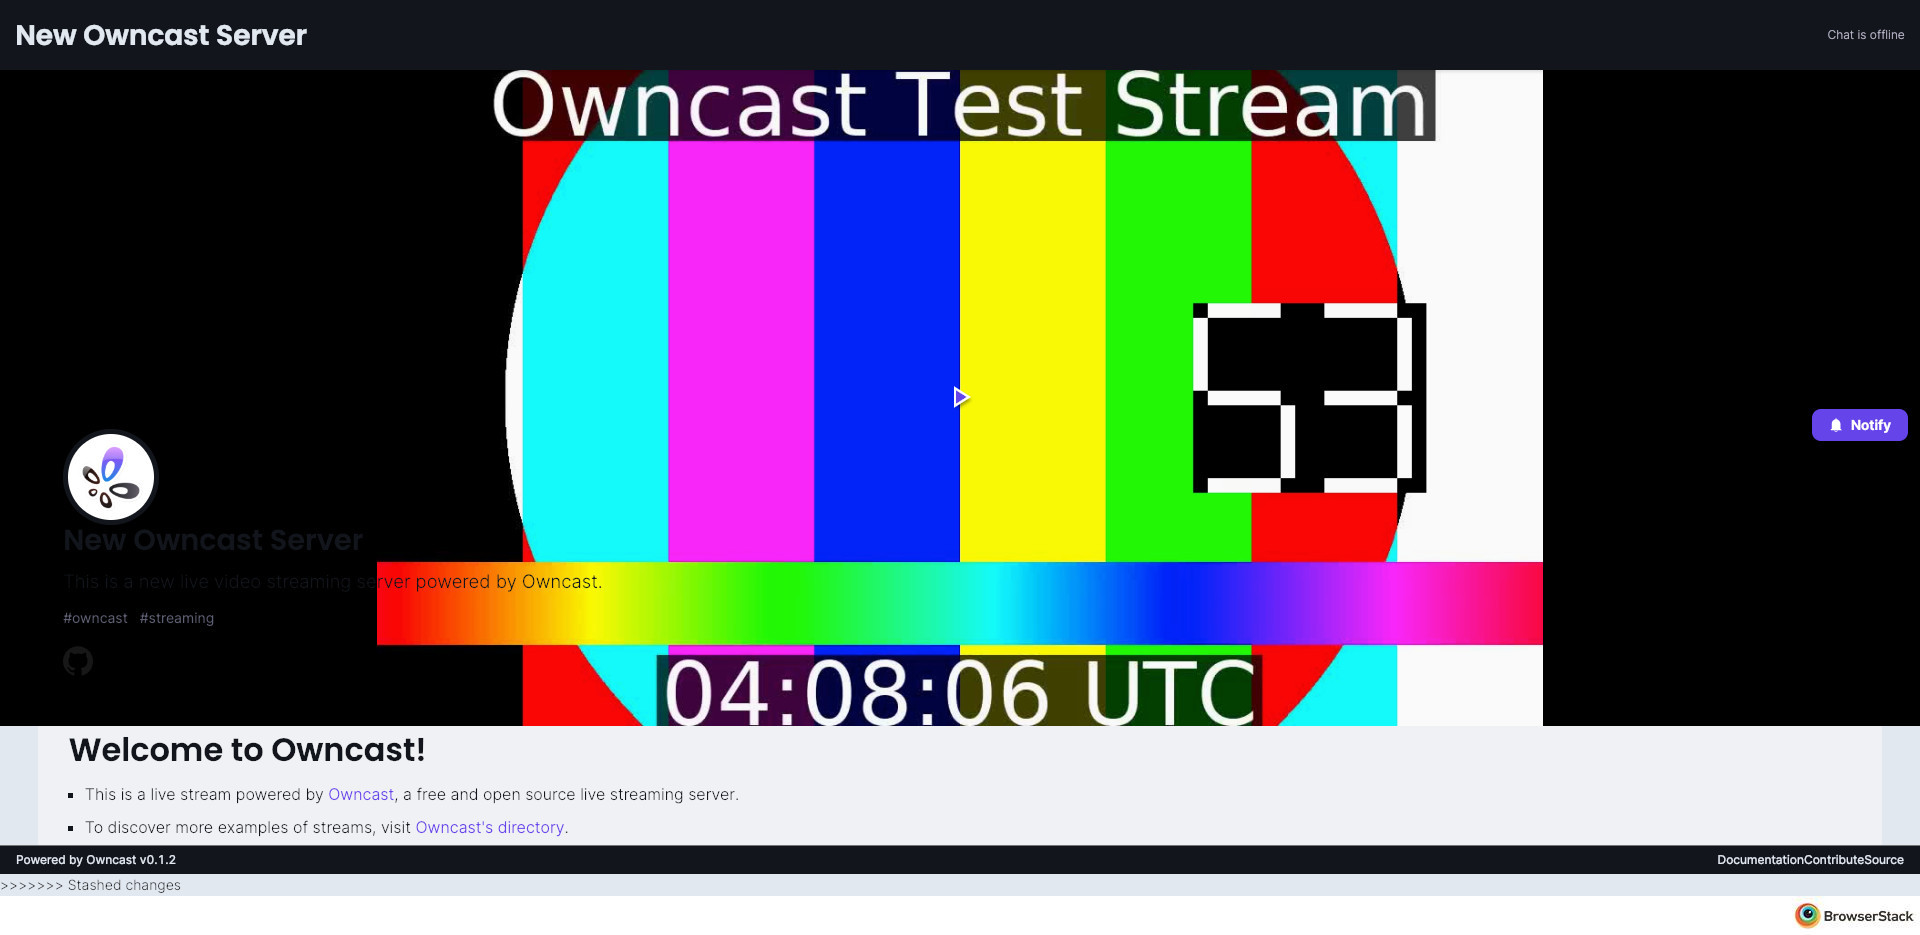 New Owncast Server
Chat is offline
Owncast Test Stream
53
Notify
New Owncast Server
This is a new live video streaming server powered by Owncast.
#owncast #streaming
04:08:06 UTC
Welcome to Owncast!
This is a live stream powered by Owncast, a free and open source live streaming server.
To discover more examples of streams, visit Owncast's directory.
Powered by Owncast v0.1.2
DocumentationContributeSource
>>>>>>> Stashed changes
BrowserStack